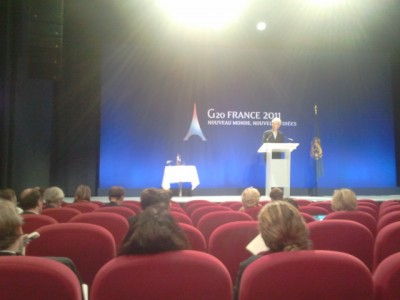 G20 FRANCE 2011
NOUVEAU MONDE, NOUVELLES IDÉES